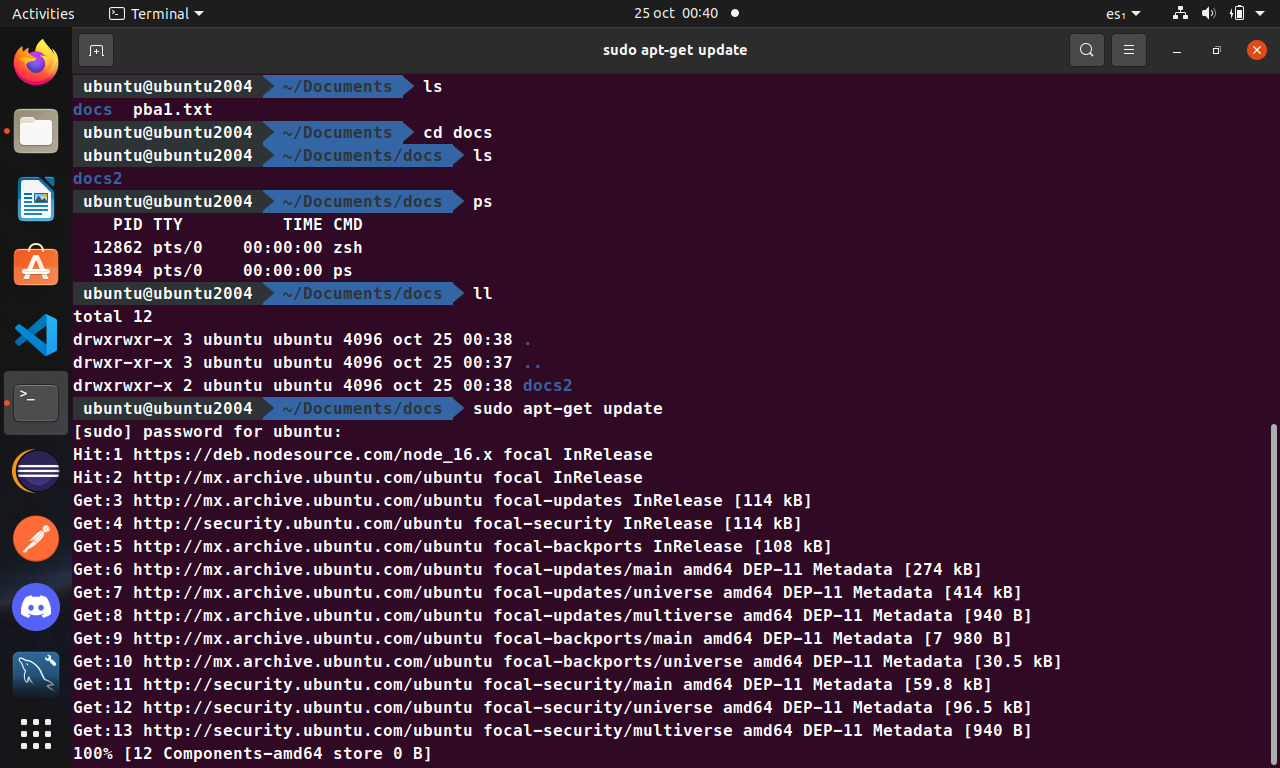 Activities Terminal 25 oct 00:40 es₁
sudo apt-get update
ubuntu@ubuntu2004 ~/Documents ls
docs pba1.txt
ubuntu@ubuntu2004 ~/Documents cd docs
ubuntu@ubuntu2004 ~/Documents/docs ls
docs2
ubuntu@ubuntu2004 ~/Documents/docs ps
PID TTY TIME CMD
12862 pts/0 00:00:00 zsh
13894 pts/0 00:00:00 ps
ubuntu@ubuntu2004 ~/Documents/docs ll
total 12
drwxrwxr-x 3 ubuntu ubuntu 4096 oct 25 00:38 .
drwxr-xr-x 3 ubuntu ubuntu 4096 oct 25 00:37 ..
drwxrwxr-x 2 ubuntu ubuntu 4096 oct 25 00:38 docs2
ubuntu@ubuntu2004 ~/Documents/docs sudo apt-get update
[sudo] password for ubuntu:
Hit:1 https://deb.nodesource.com/node_16.x focal InRelease
Hit:2 http://mx.archive.ubuntu.com/ubuntu focal InRelease
Get:3 http://mx.archive.ubuntu.com/ubuntu focal-updates InRelease [114 kB]
Get:4 http://security.ubuntu.com/ubuntu focal-security InRelease [114 kB]
Get:5 http://mx.archive.ubuntu.com/ubuntu focal-backports InRelease [108 kB]
Get:6 http://mx.archive.ubuntu.com/ubuntu focal-updates/main amd64 DEP-11 Metadata [274 kB]
Get:7 http://mx.archive.ubuntu.com/ubuntu focal-updates/universe amd64 DEP-11 Metadata [414 kB]
Get:8 http://mx.archive.ubuntu.com/ubuntu focal-updates/multiverse amd64 DEP-11 Metadata [940 B]
Get:9 http://mx.archive.ubuntu.com/ubuntu focal-backports/main amd64 DEP-11 Metadata [7 980 B]
Get:10 http://mx.archive.ubuntu.com/ubuntu focal-backports/universe amd64 DEP-11 Metadata [30.5 kB]
Get:11 http://security.ubuntu.com/ubuntu focal-security/main amd64 DEP-11 Metadata [59.8 kB]
Get:12 http://security.ubuntu.com/ubuntu focal-security/universe amd64 DEP-11 Metadata [96.5 kB]
Get:13 http://security.ubuntu.com/ubuntu focal-security/multiverse amd64 DEP-11 Metadata [940 B]
100% [12 Components-amd64 store 0 B]